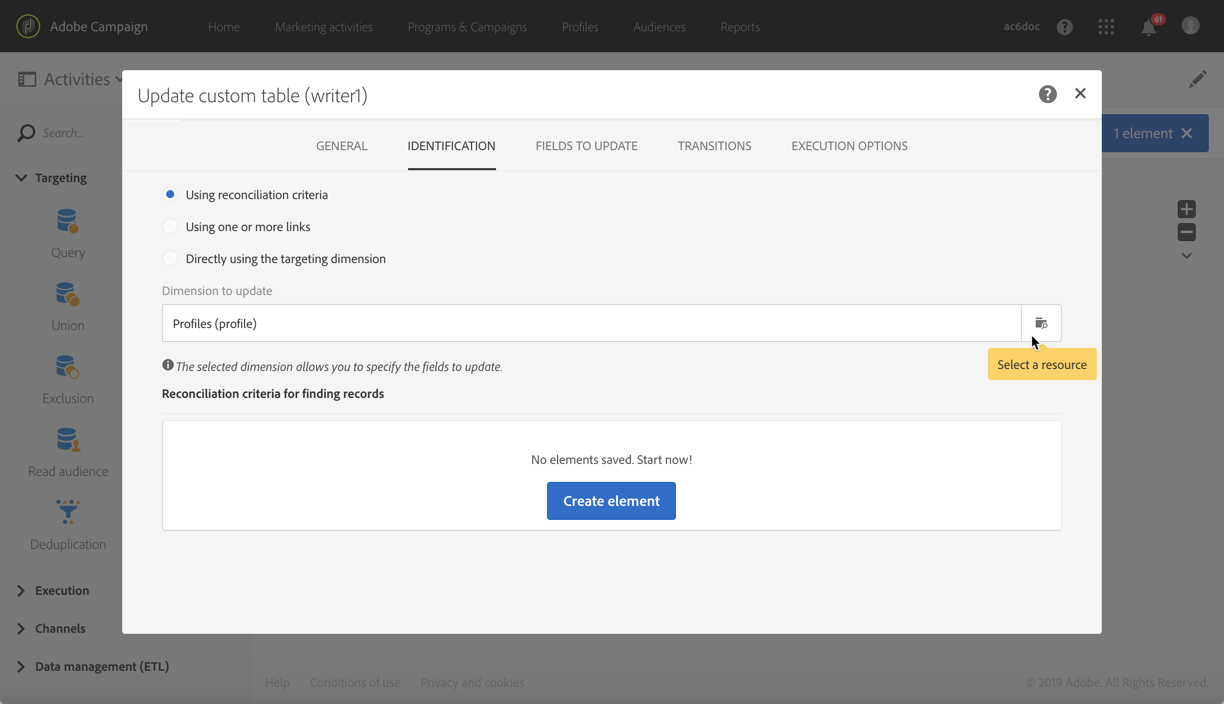 Adobe Campaign
Home
Marketing activities
Programs & Campaigns
Profiles
Audiences
Reports
ac6doc
?
61
Activities
Search...
1 element
Targeting
Query
Union
Exclusion
Read audience
Deduplication
Execution
Channels
Data management (ETL)
Update custom table (writer1)
?
GENERAL
IDENTIFICATION
FIELDS TO UPDATE
TRANSITIONS
EXECUTION OPTIONS
Using reconciliation criteria
Using one or more links
Directly using the targeting dimension
Dimension to update
Profiles (profile)
Select a resource
The selected dimension allows you to specify the fields to update.
Reconciliation criteria for finding records
No elements saved. Start now!
Create element
Help
Conditions of use
Privacy and cookies
© 2019 Adobe. All Rights Reserved.